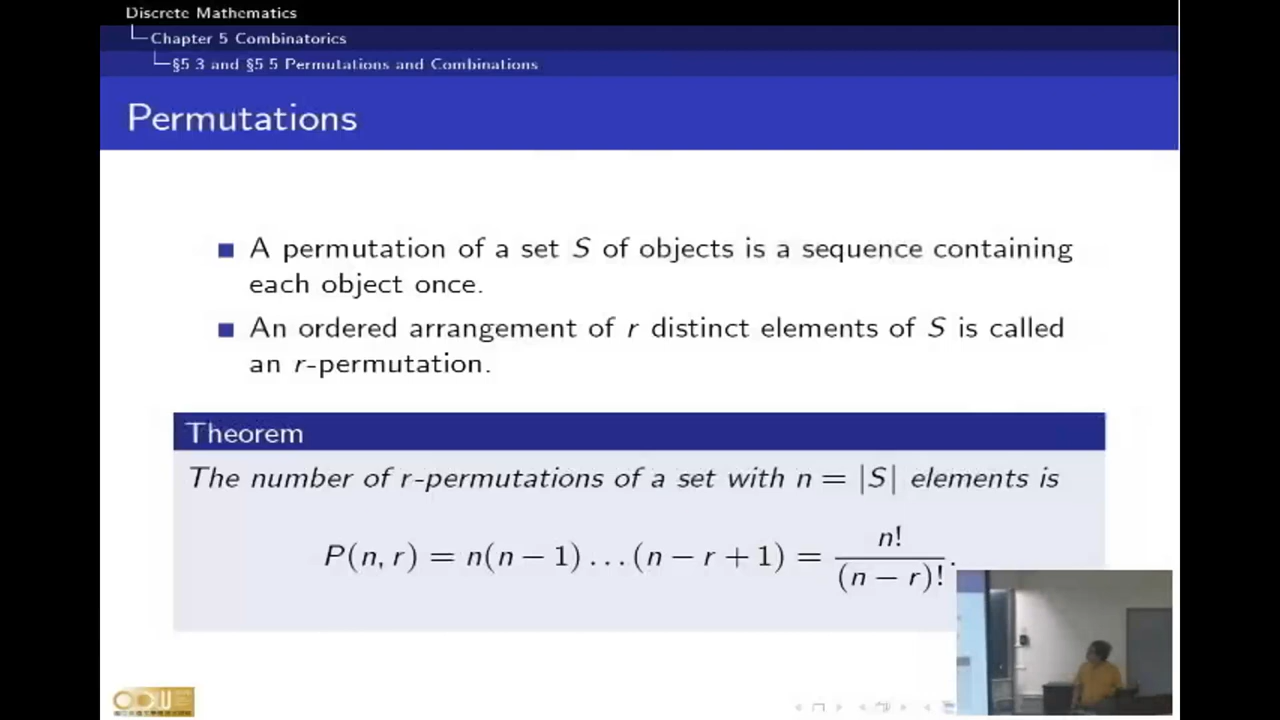 Discrete Mathematics
Chapter 5 Combinatorics
§5 3 and §5 5 Permutations and Combinations
Permutations
A permutation of a set S of objects is a sequence containing
each object once.
An ordered arrangement of r distinct elements of S is called
an r-permutation.
Theorem
The number of r-permutations of a set with n = |S| elements is
P(n, r) = n(n − 1) . . . (n − r + 1) = n! / (n − r)! .
OCW